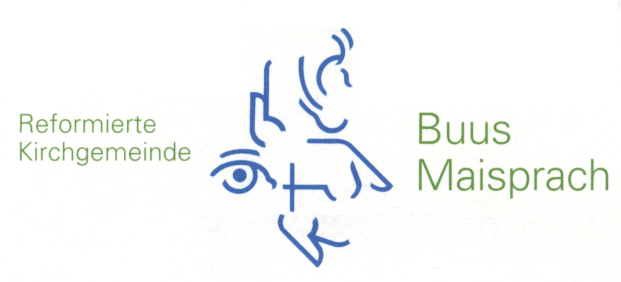 Reformierte
Kirchgemeinde
Buus
Maisprach